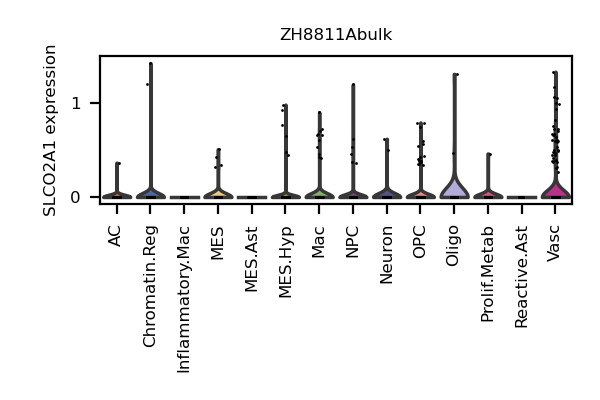 ZH8811Abulk
SLCO2A1 expression
1
0
AC
Chromatin.Reg
Inflammatory.Mac
MES
MES.Ast
MES.Hyp
Mac
NPC
Neuron
OPC
Oligo
Prolif.Metab
Reactive.Ast
Vasc